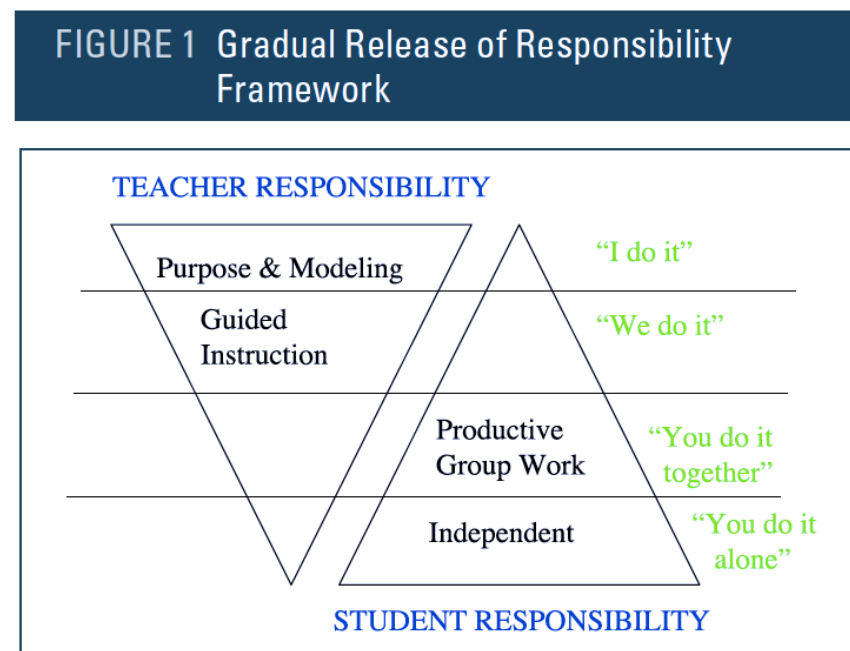 FIGURE 1 Gradual Release of Responsibility
Framework
TEACHER RESPONSIBILITY
Purpose & Modeling
“I do it”
Guided
Instruction
“We do it”
Productive
Group Work
“You do it
together”
Independent
“You do it
alone”
STUDENT RESPONSIBILITY